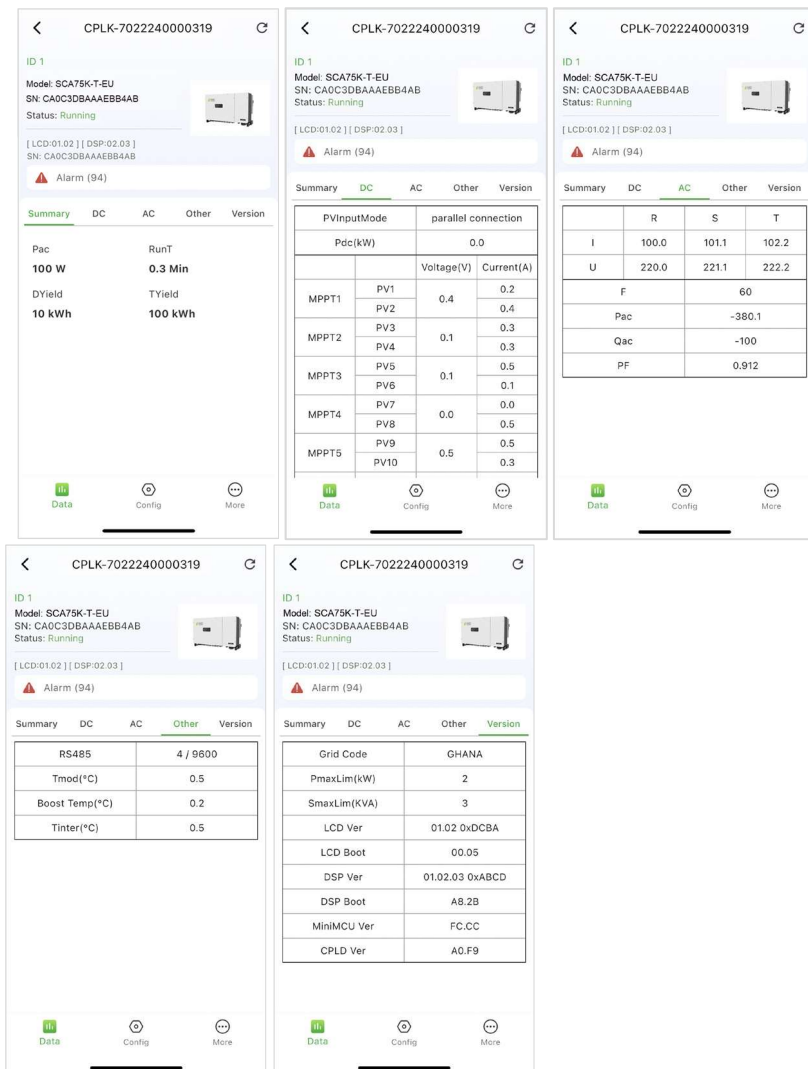 CPLK-7022240000319
ID 1
Model: SCA75K-T-EU
SN: CA0C3DBAAAEBB4AB
Status: Running
[ LCD:01.02 ] [ DSP:02.03 ]
SN: CA0C3DBAAAEBB4AB
Alarm (94)
Summary DC AC Other Version
Pac RunT
100 W 0.3 Min
DYield TYield
10 kWh 100 kWh
Data Config More
CPLK-7022240000319
ID 1
Model: SCA75K-T-EU
SN: CA0C3DBAAAEBB4AB
Status: Running
[ LCD:01.02 ] [ DSP:02.03 ]
Alarm (94)
Summary DC AC Other Version
PVInputMode parallel connection
Pdc(kW) 0.0
Voltage(V) Current(A)
MPPT1 PV1 0.4 0.2
PV2 0.4
MPPT2 PV3 0.1 0.3
PV4 0.3
MPPT3 PV5 0.1 0.5
PV6 0.1
MPPT4 PV7 0.0 0.0
PV8 0.5
MPPT5 PV9 0.5 0.5
PV10 0.3
Data Config More
CPLK-7022240000319
ID 1
Model: SCA75K-T-EU
SN: CA0C3DBAAAEBB4AB
Status: Running
[ LCD:01.02 ] [ DSP:02.03 ]
Alarm (94)
Summary DC AC Other Version
R S T
I 100.0 101.1 102.2
U 220.0 221.1 222.2
F 60
Pac -380.1
Qac -100
PF 0.912
Data Config More
CPLK-7022240000319
ID 1
Model: SCA75K-T-EU
SN: CA0C3DBAAAEBB4AB
Status: Running
[ LCD:01.02 ] [ DSP:02.03 ]
Alarm (94)
Summary DC AC Other Version
RS485 4 / 9600
Tmod(°C) 0.5
Boost Temp(°C) 0.2
Tinter(°C) 0.5
Data Config More
CPLK-7022240000319
ID 1
Model: SCA75K-T-EU
SN: CA0C3DBAAAEBB4AB
Status: Running
[ LCD:01.02 ] [ DSP:02.03 ]
Alarm (94)
Summary DC AC Other Version
Grid Code GHANA
PmaxLim(kW) 2
SmaxLim(KVA) 3
LCD Ver 01.02 0xDCBA
LCD Boot 00.05
DSP Ver 01.02.03 0xABCD
DSP Boot A8.2B
MiniMCU Ver FC.CC
CPLD Ver A0.F9
Data Config More